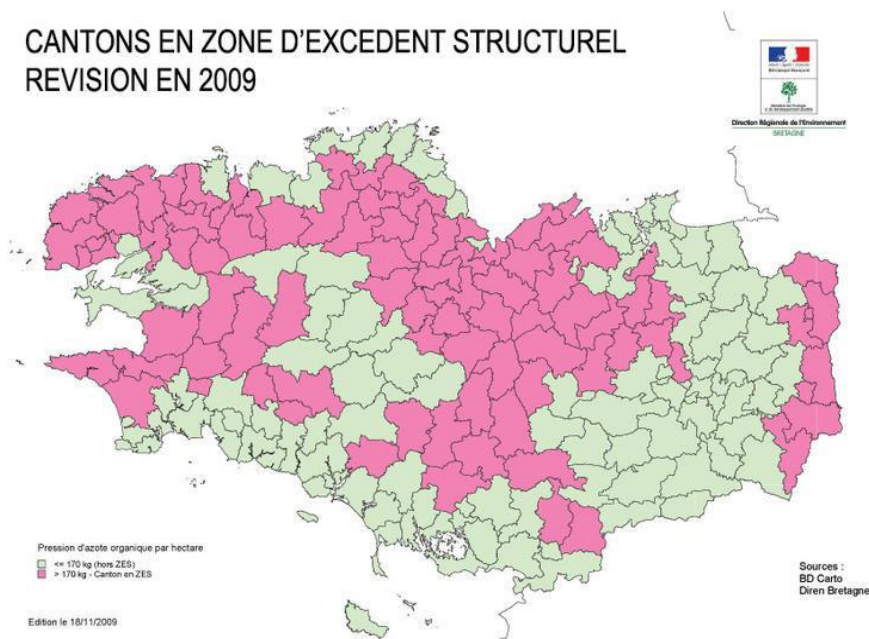 CANTONS EN ZONE D'EXCEDENT STRUCTUREL
REVISION EN 2009
Direction Régionale de l'Environnement
BRETAGNE
Pression d'azote organique par hectare
<= 170 kg (hors ZES)
> 170 kg - Canton en ZES
Sources :
BD Carto
Diren Bretagne
Edition le 18/11/2009